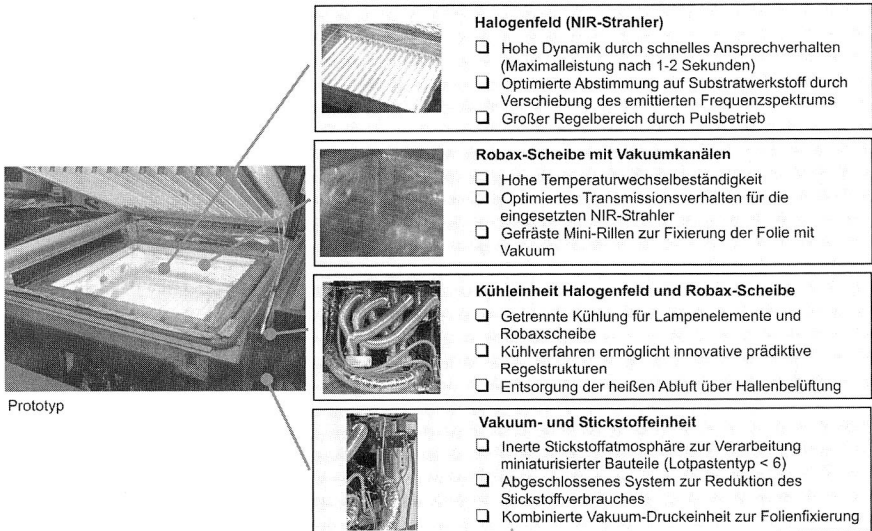 Halogenfeld (NIR-Strahler)
❑ Hohe Dynamik durch schnelles Ansprechverhalten
(Maximalleistung nach 1-2 Sekunden)
❑ Optimierte Abstimmung auf Substratwerkstoff durch
Verschiebung des emittierten Frequenzspektrums
❑ Großer Regelbereich durch Pulsbetrieb
Robax-Scheibe mit Vakuumkanälen
❑ Hohe Temperaturwechselbeständigkeit
❑ Optimiertes Transmissionsverhalten für die
eingesetzten NIR-Strahler
❑ Gefräste Mini-Rillen zur Fixierung der Folie mit
Vakuum
Kühleinheit Halogenfeld und Robax-Scheibe
❑ Getrennte Kühlung für Lampenelemente und
Robaxscheibe
❑ Kühlverfahren ermöglicht innovative prädiktive
Regelstrukturen
❑ Entsorgung der heißen Abluft über Hallenbelüftung
Prototyp
Vakuum- und Stickstoffeinheit
❑ Inerte Stickstoffatmosphäre zur Verarbeitung
miniaturisierter Bauteile (Lotpastentyp < 6)
❑ Abgeschlossenes System zur Reduktion des
Stickstoffverbrauches
❑ Kombinierte Vakuum-Druckeinheit zur Folienfixierung